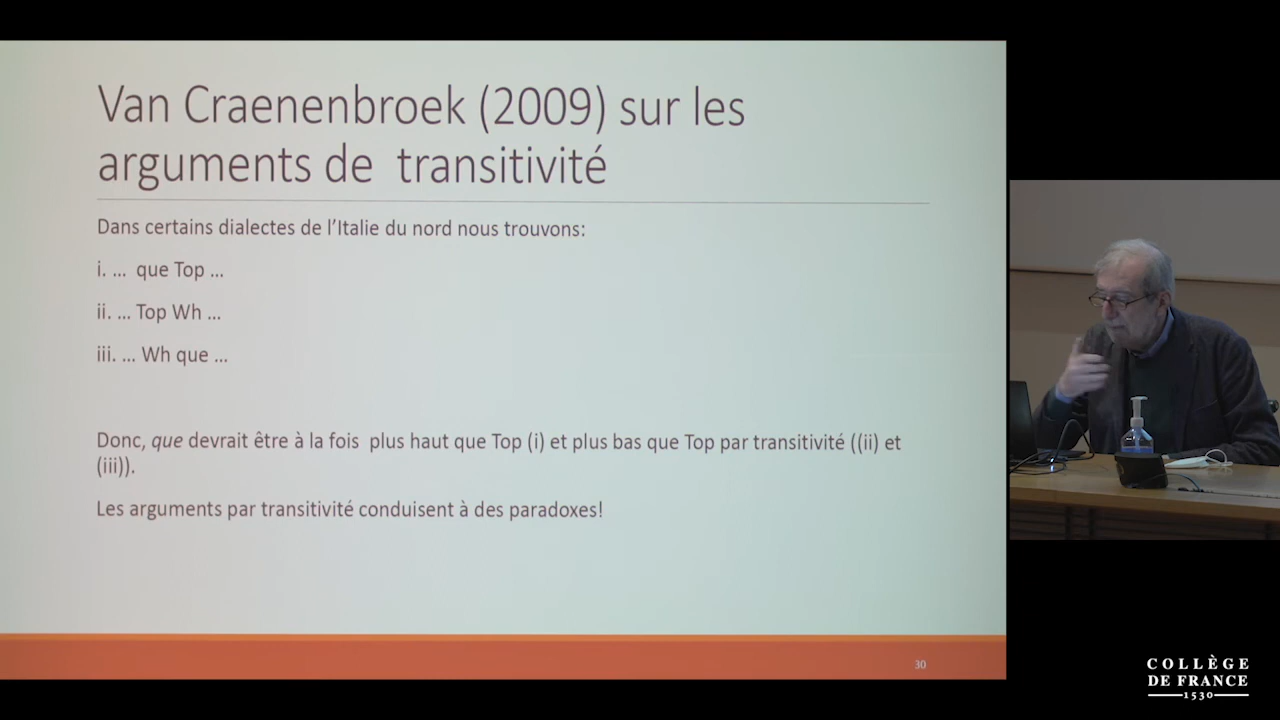 Van Craenenbroek (2009) sur les
arguments de transitivité
Dans certains dialectes de l'Italie du nord nous trouvons:
i. ... que Top ...
ii. ... Top Wh ...
iii. ... Wh que ...
Donc, que devrait être à la fois plus haut que Top (i) et plus bas que Top par transitivité ((ii) et
(iii)).
Les arguments par transitivité conduisent à des paradoxes!
30
COLLÈGE
DE FRANCE
1530